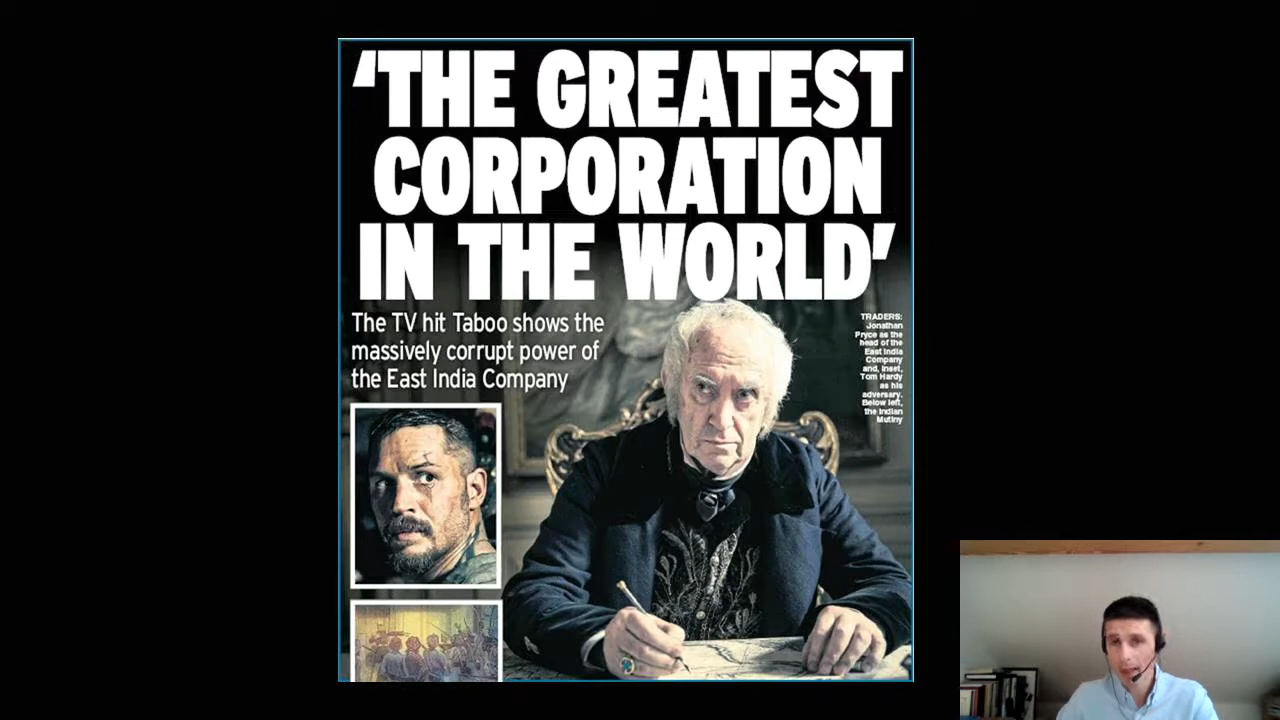 ‘THE GREATEST
CORPORATION
IN THE WORLD’
The TV hit Taboo shows the
massively corrupt power of
the East India Company
TRADERS:
Jonathan
Pryce as the
head of the
East India
Company
and, inset,
Tom Hardy
as his
adversary.
Below left,
the Indian
Mutiny